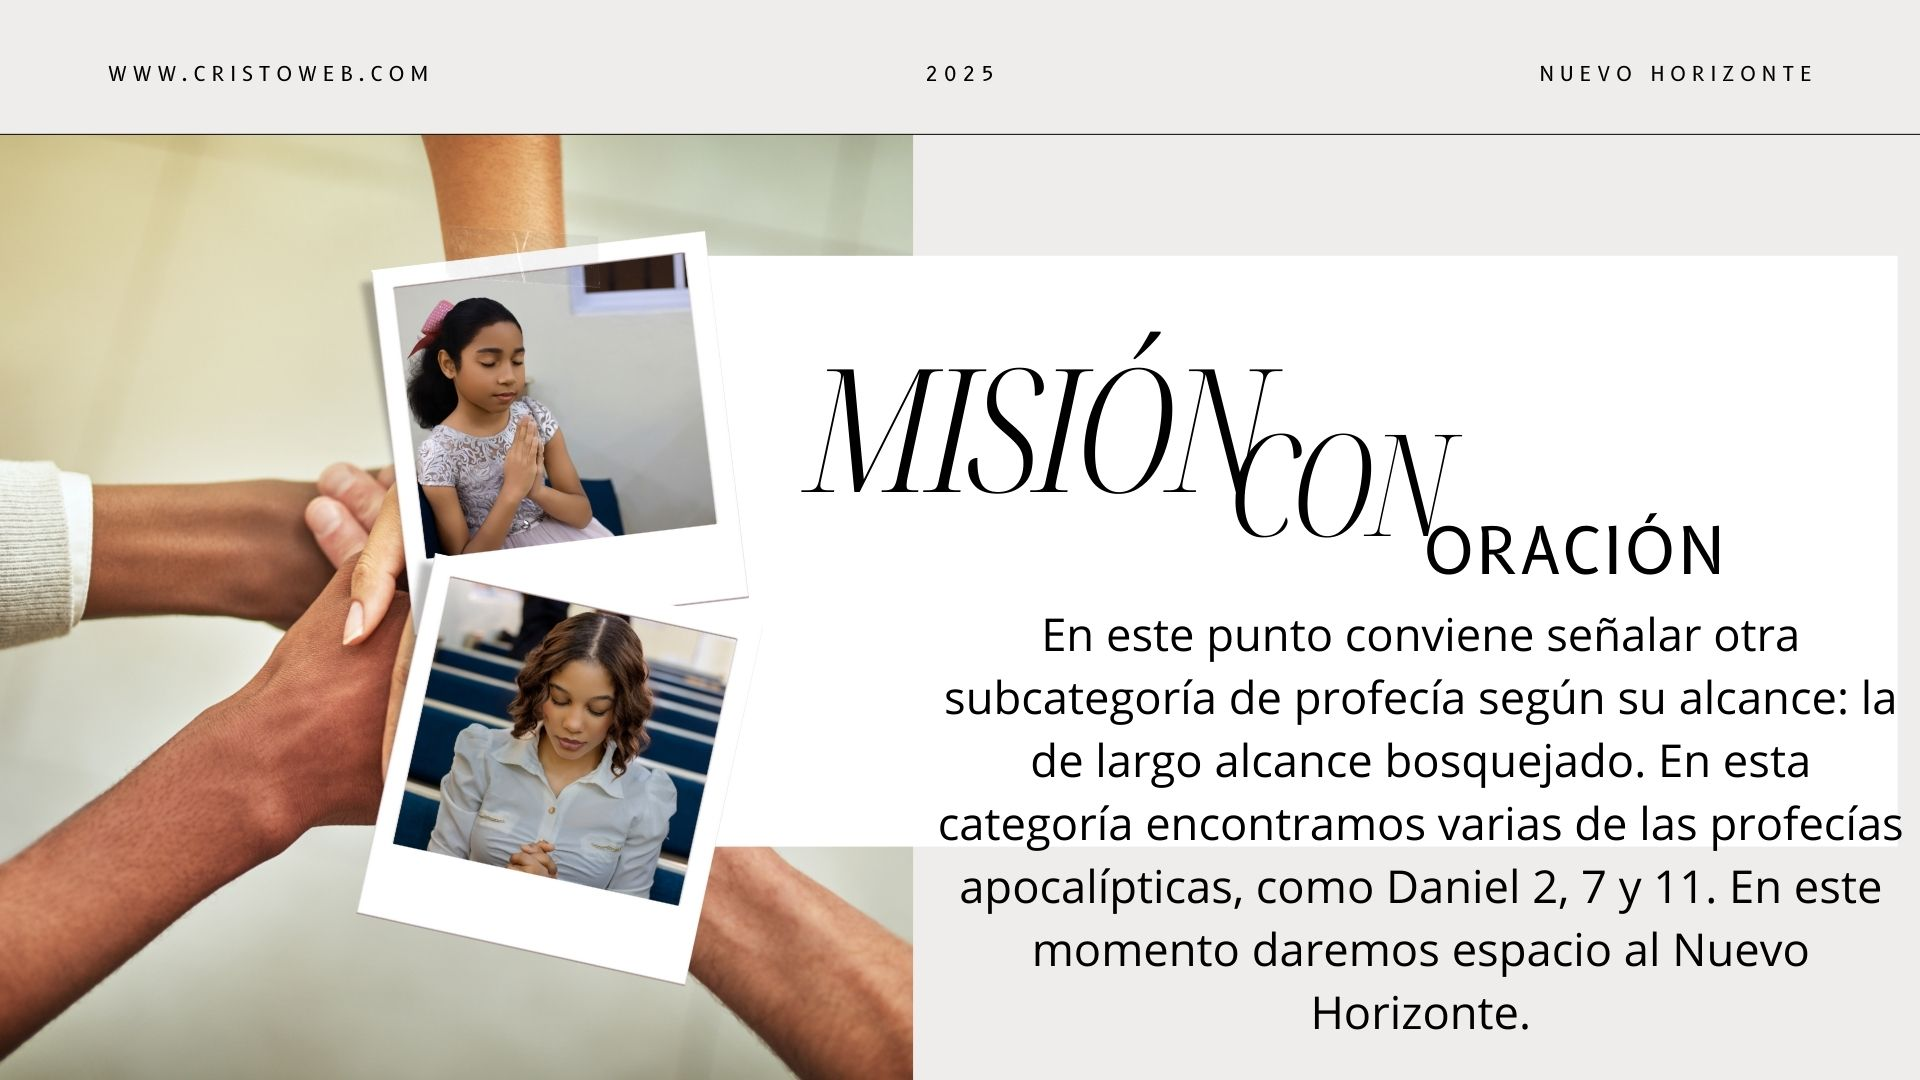 WWW.CRISTOWEB.COM
2025
NUEVO HORIZONTE
MISIÓN
CON
ORACIÓN
En este punto conviene señalar otra
subcategoría de profecía según su alcance: la
de largo alcance bosquejado. En esta
categoría encontramos varias de las profecías
apocalípticas, como Daniel 2, 7 y 11. En este
momento daremos espacio al Nuevo
Horizonte.